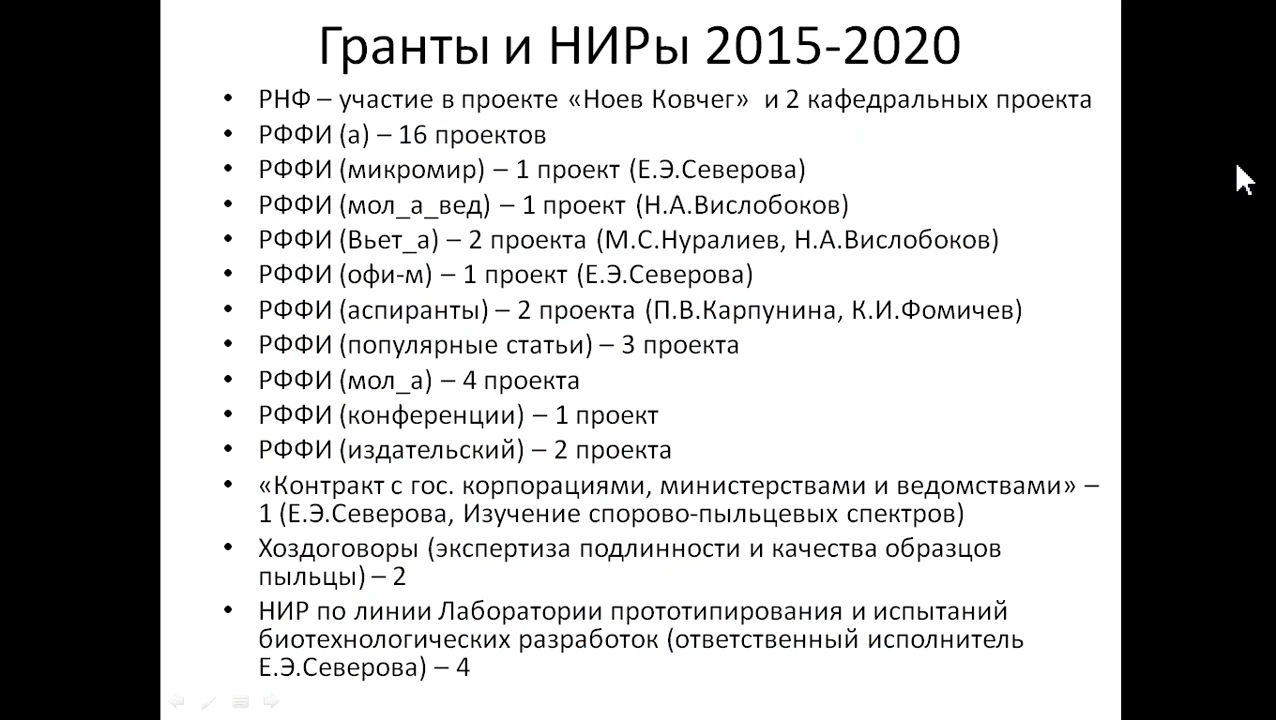 Гранты и НИРы 2015-2020
• РНФ – участие в проекте «Ноев Ковчег» и 2 кафедральных проекта
• РФФИ (а) – 16 проектов
• РФФИ (микромир) – 1 проект (Е.Э.Северова)
• РФФИ (мол_а_вед) – 1 проект (Н.А.Вислобоков)
• РФФИ (Вьет_а) – 2 проекта (М.С.Нуралиев, Н.А.Вислобоков)
• РФФИ (офи-м) – 1 проект (Е.Э.Северова)
• РФФИ (аспиранты) – 2 проекта (П.В.Карпунина, К.И.Фомичев)
• РФФИ (популярные статьи) – 3 проекта
• РФФИ (мол_а) – 4 проекта
• РФФИ (конференции) – 1 проект
• РФФИ (издательский) – 2 проекта
• «Контракт с гос. корпорациями, министерствами и ведомствами» –
1 (Е.Э.Северова, Изучение спорово-пыльцевых спектров)
• Хоздоговоры (экспертиза подлинности и качества образцов
пыльцы) – 2
• НИР по линии Лаборатории прототипирования и испытаний
биотехнологических разработок (ответственный исполнитель
Е.Э.Северова) – 4